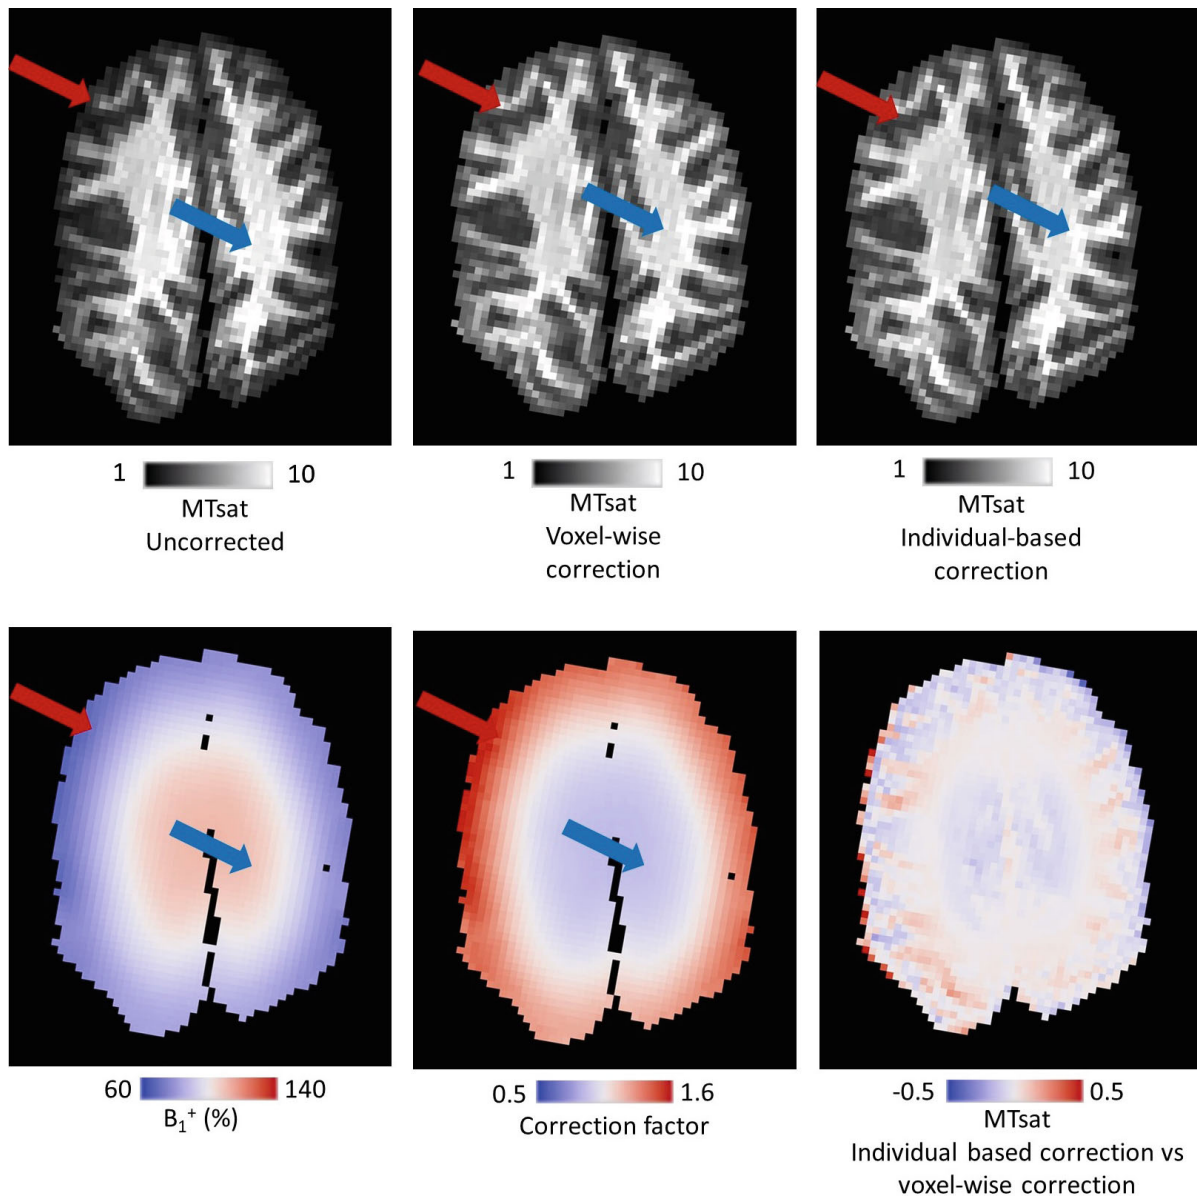 1 10
MTsat
Uncorrected
1 10
MTsat
Voxel-wise
correction
1 10
MTsat
Individual-based
correction
60 140
B₁⁺ (%)
0.5 1.6
Correction factor
-0.5 0.5
MTsat
Individual based correction vs
voxel-wise correction